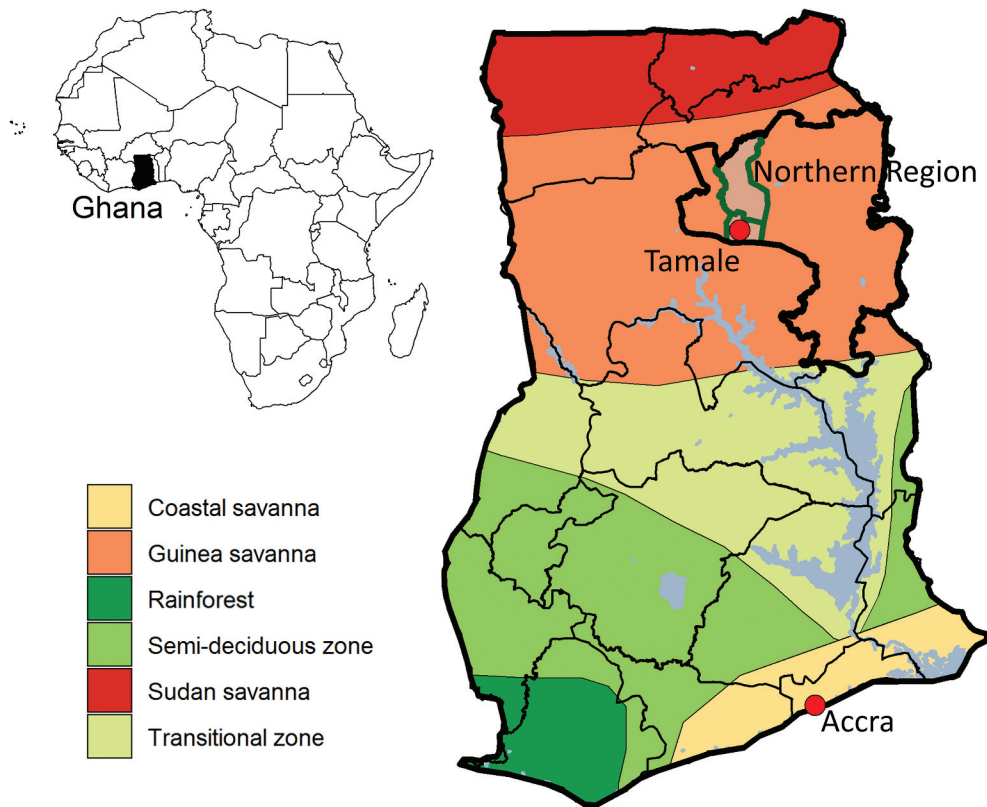 Ghana
Northern Region
Tamale
Accra
Coastal savanna
Guinea savanna
Rainforest
Semi-deciduous zone
Sudan savanna
Transitional zone